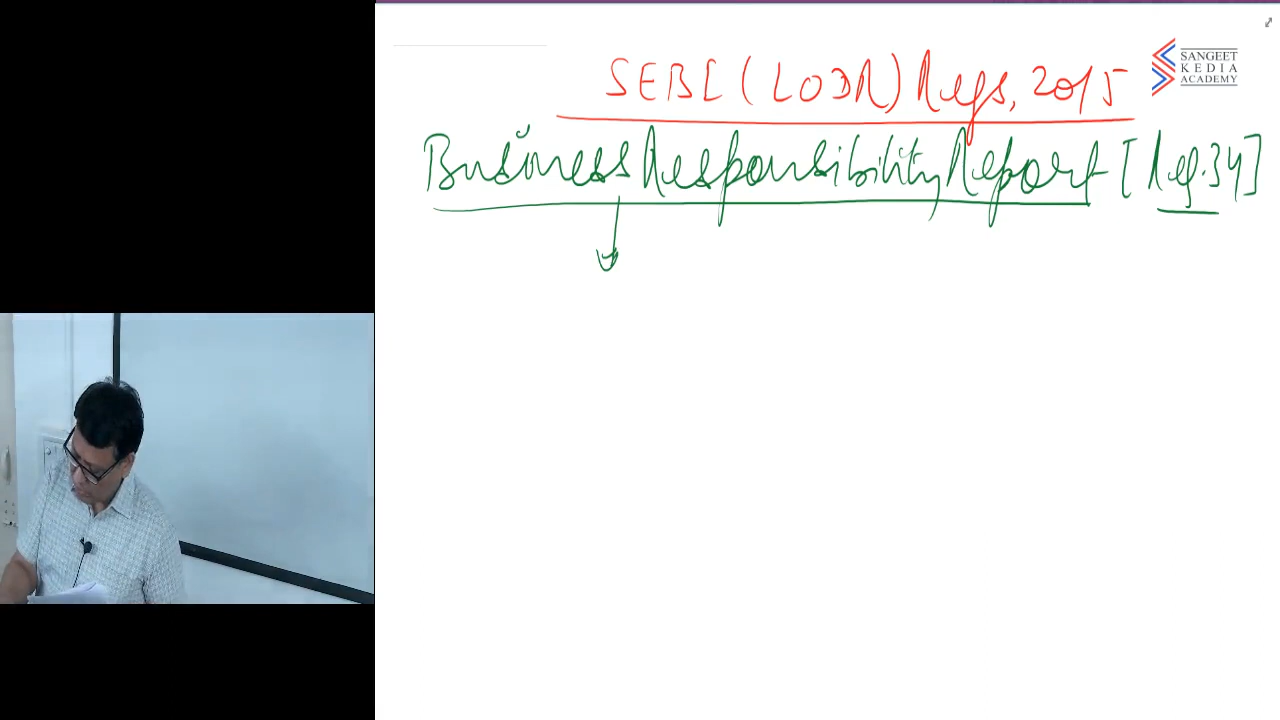 SEBI (LODR) Regs, 2015
SANGEET
KEDIA
ACADEMY
Business Responsibility Report [Reg. 34]